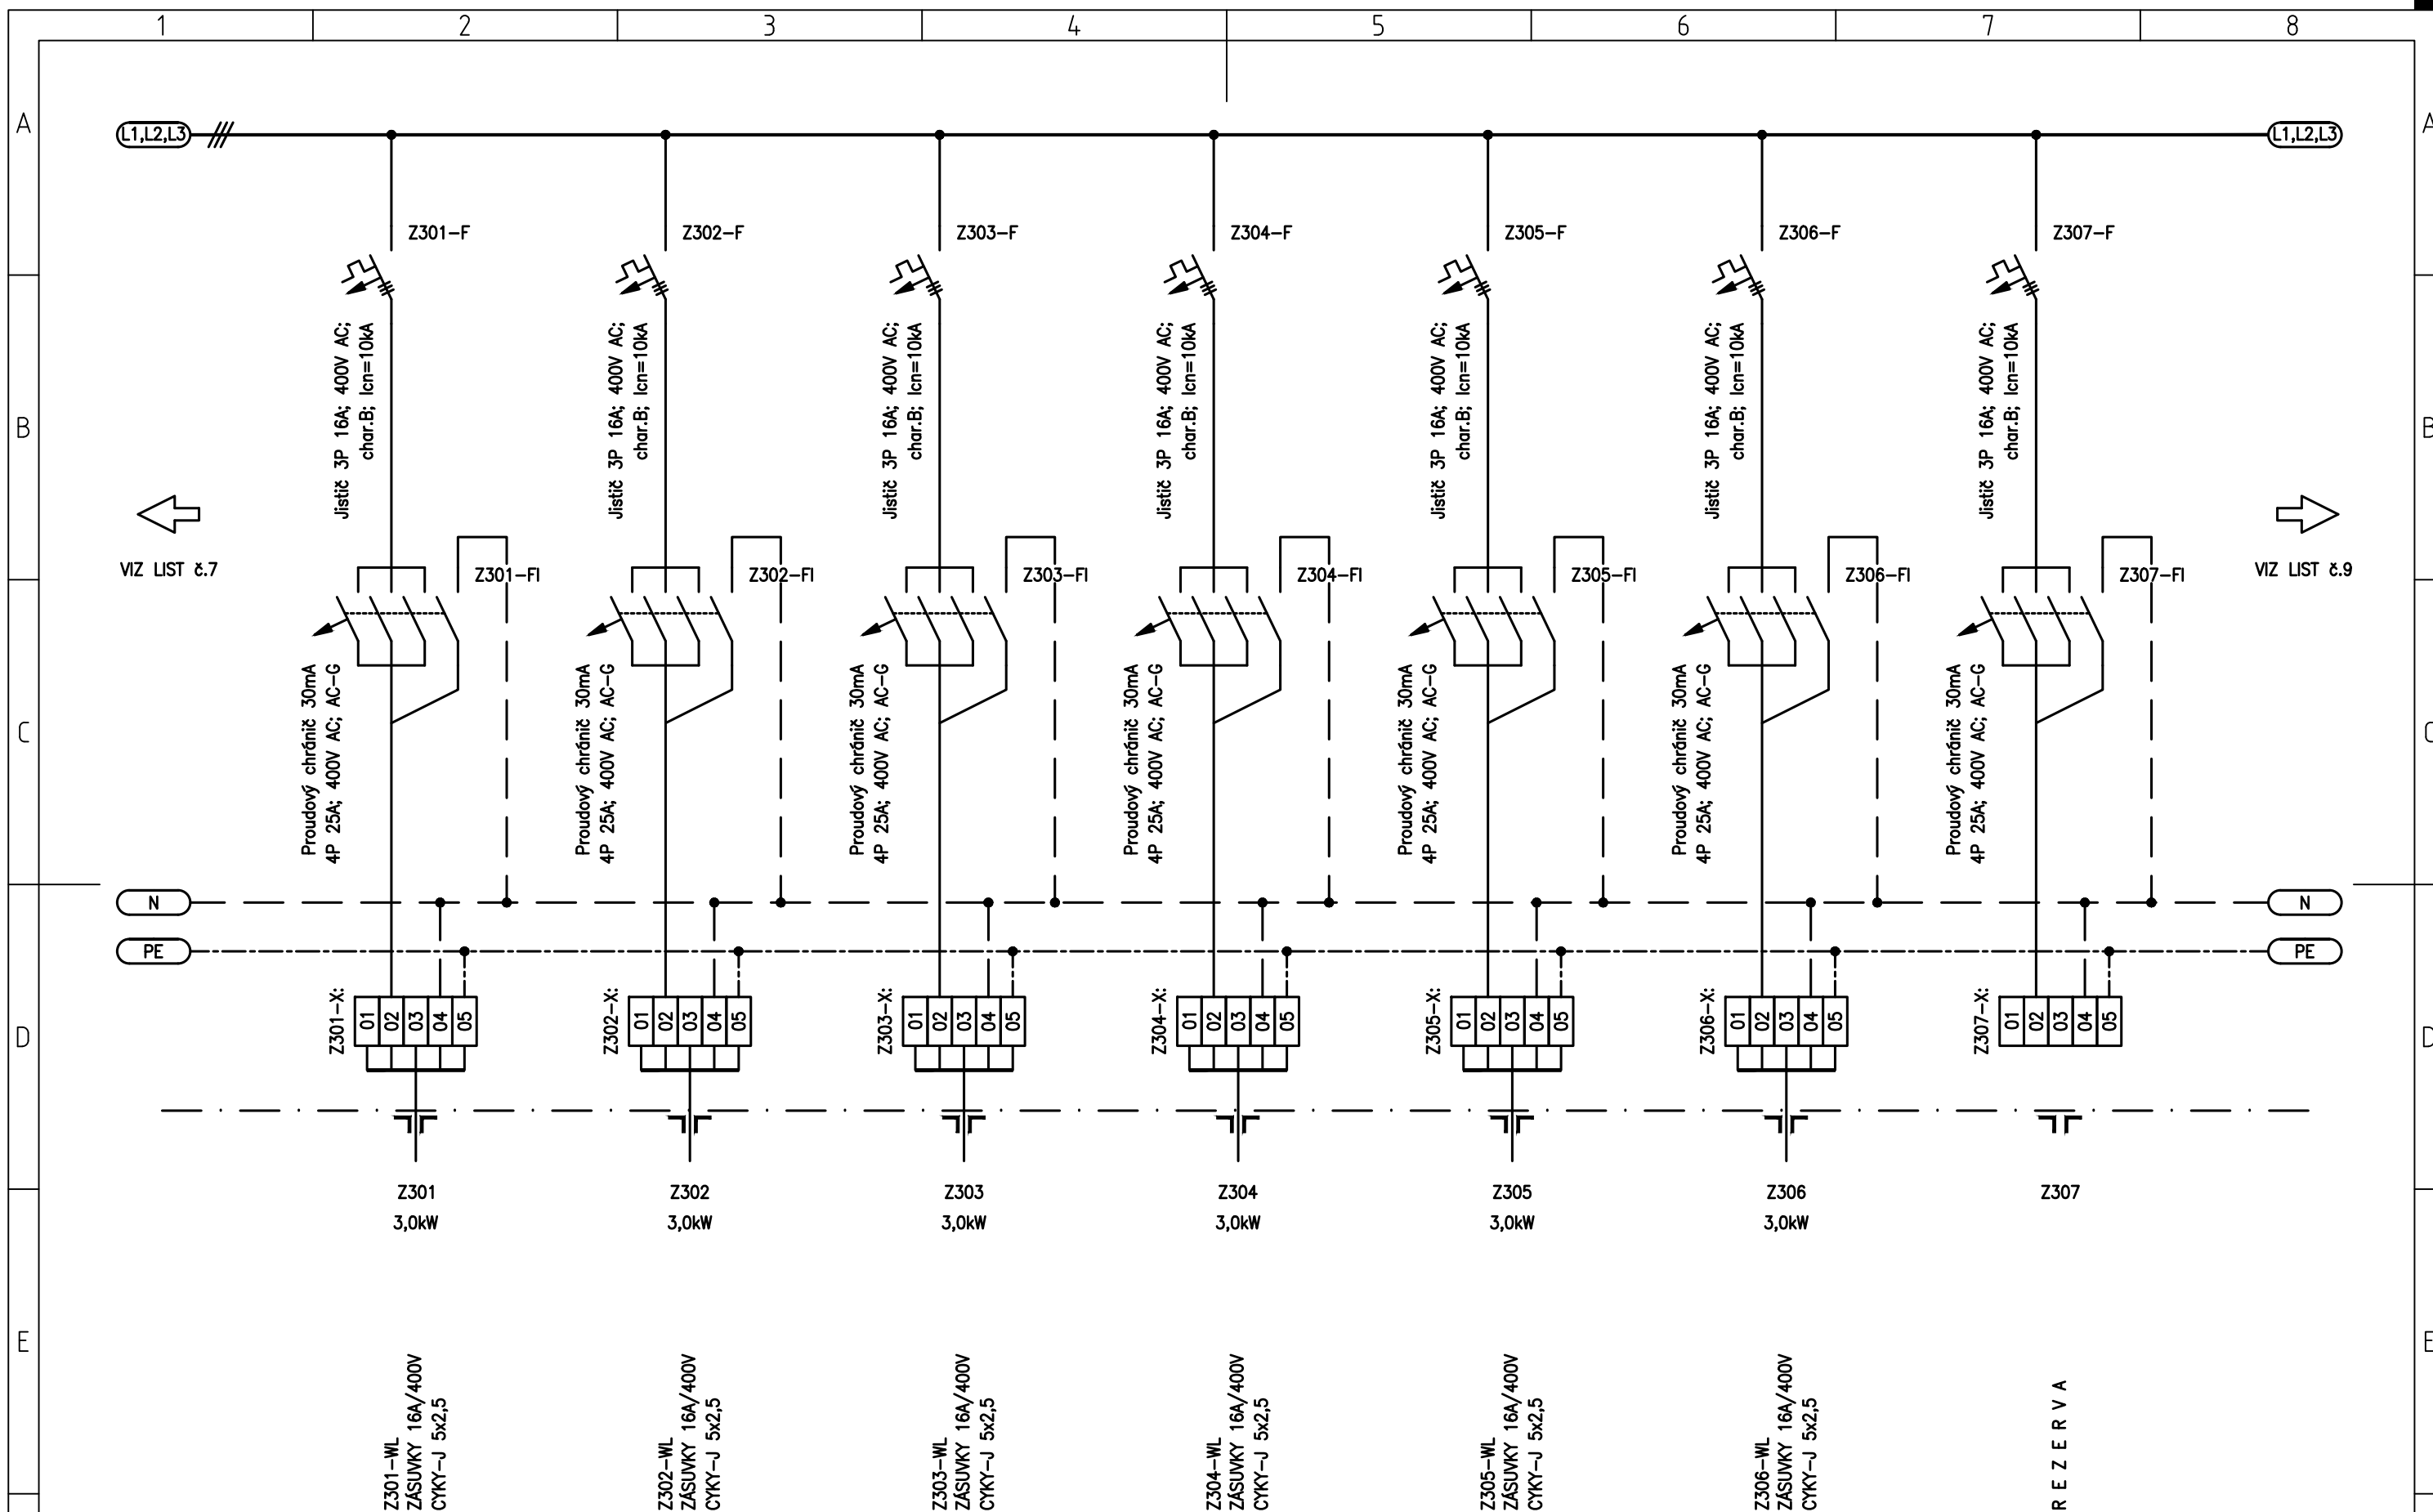 1 2 3 4 5 6 7 8
A A
L1,L2,L3 L1,L2,L3
Z301-F Z302-F Z303-F Z304-F Z305-F Z306-F Z307-F
Jistič 3P 16A; 400V AC;
char.B; Icn=10kA
Jistič 3P 16A; 400V AC;
char.B; Icn=10kA
Jistič 3P 16A; 400V AC;
char.B; Icn=10kA
Jistič 3P 16A; 400V AC;
char.B; Icn=10kA
Jistič 3P 16A; 400V AC;
char.B; Icn=10kA
Jistič 3P 16A; 400V AC;
char.B; Icn=10kA
Jistič 3P 16A; 400V AC;
char.B; Icn=10kA
B B
VIZ LIST č.7 VIZ LIST č.9
Z301-FI Z302-FI Z303-FI Z304-FI Z305-FI Z306-FI Z307-FI
Proudový chránič 30mA
4P 25A; 400V AC; AC-G
Proudový chránič 30mA
4P 25A; 400V AC; AC-G
Proudový chránič 30mA
4P 25A; 400V AC; AC-G
Proudový chránič 30mA
4P 25A; 400V AC; AC-G
Proudový chránič 30mA
4P 25A; 400V AC; AC-G
Proudový chránič 30mA
4P 25A; 400V AC; AC-G
Proudový chránič 30mA
4P 25A; 400V AC; AC-G
C C
N N
PE PE
Z301-X: 01 02 03 04 05
Z302-X: 01 02 03 04 05
Z303-X: 01 02 03 04 05
Z304-X: 01 02 03 04 05
Z305-X: 01 02 03 04 05
Z306-X: 01 02 03 04 05
Z307-X: 01 02 03 04 05
D D
Z301 Z302 Z303 Z304 Z305 Z306 Z307
3,0kW 3,0kW 3,0kW 3,0kW 3,0kW 3,0kW
E E
Z301-WL
ZÁSUVKY 16A/400V
CYKY-J 5x2,5
Z302-WL
ZÁSUVKY 16A/400V
CYKY-J 5x2,5
Z303-WL
ZÁSUVKY 16A/400V
CYKY-J 5x2,5
Z304-WL
ZÁSUVKY 16A/400V
CYKY-J 5x2,5
Z305-WL
ZÁSUVKY 16A/400V
CYKY-J 5x2,5
Z306-WL
ZÁSUVKY 16A/400V
CYKY-J 5x2,5
R E Z E R V A